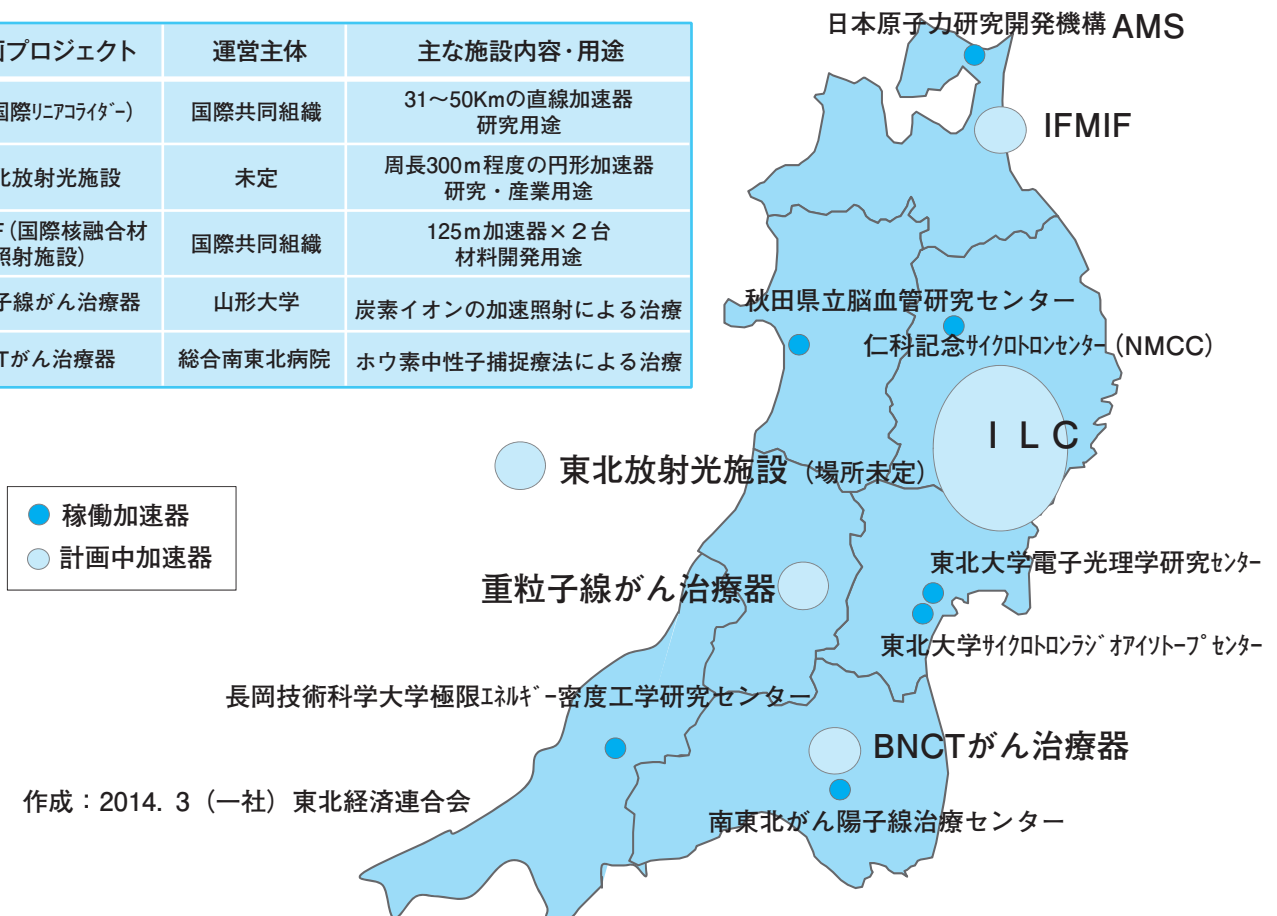 画プロジェクト 運営主体 主な施設内容・用途
国際ﾘﾆｱｺﾗｲﾀﾞｰ) 国際共同組織 31〜50Kmの直線加速器
研究用途
北放射光施設 未定 周長300m程度の円形加速器
研究・産業用途
F(国際核融合材
照射施設) 国際共同組織 125m加速器×2台
材料開発用途
子線がん治療器 山形大学 炭素イオンの加速照射による治療
Tがん治療器 総合南東北病院 ホウ素中性子捕捉療法による治療
日本原子力研究開発機構 AMS
IFMIF
秋田県立脳血管研究センター
仁科記念ｻｲｸﾛﾄﾛﾝｾﾝﾀｰ (NMCC)
ＩＬＣ
東北放射光施設（場所未定）
稼働加速器
計画中加速器
東北大学電子光理学研究ｾﾝﾀｰ
重粒子線がん治療器
東北大学ｻｲｸﾛﾄﾛﾝﾗｼﾞｵｱｲｿﾄｰﾌﾟｾﾝﾀｰ
長岡技術科学大学極限ｴﾈﾙｷﾞｰ密度工学研究センター
BNCTがん治療器
作成：2014. 3（一社）東北経済連合会
南東北がん陽子線治療センター